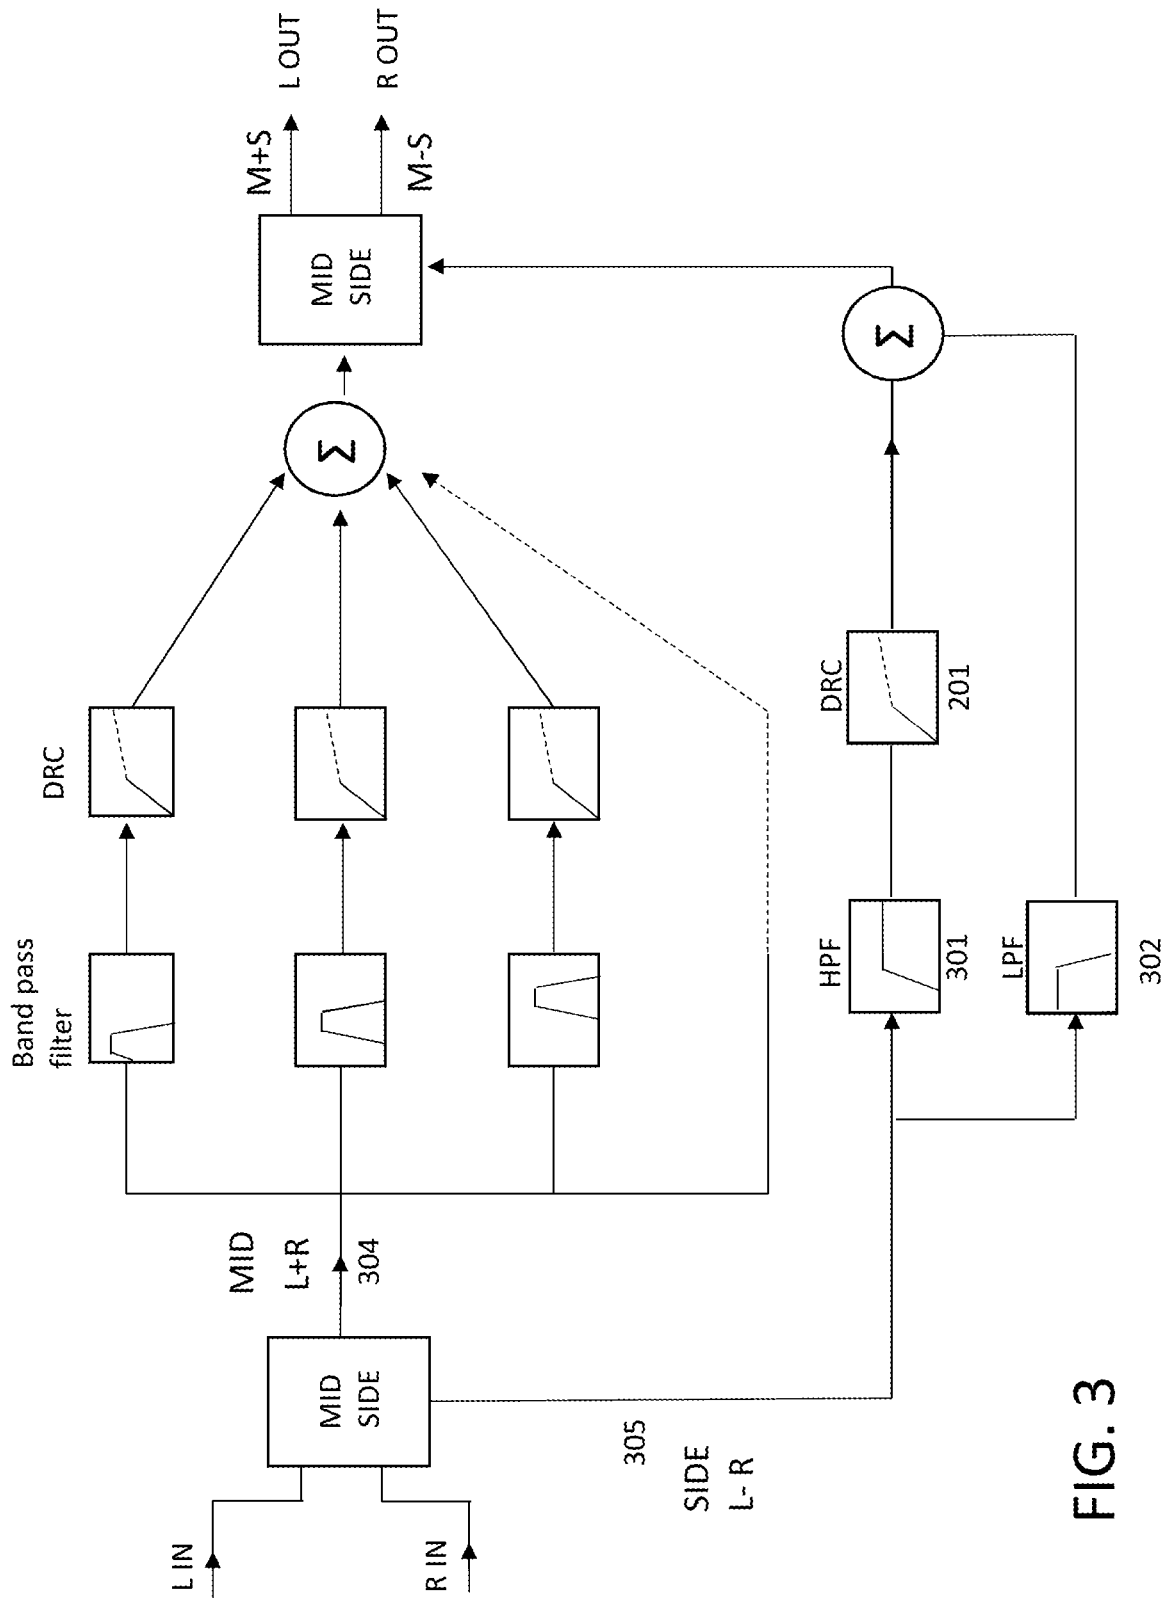 L IN
R IN
MID
SIDE
MID
L+R
304
305
SIDE
L- R
Band pass
filter
DRC
Σ
MID
SIDE
M+S
L OUT
M-S
R OUT
HPF
301
LPF
302
DRC
201
Σ
FIG. 3